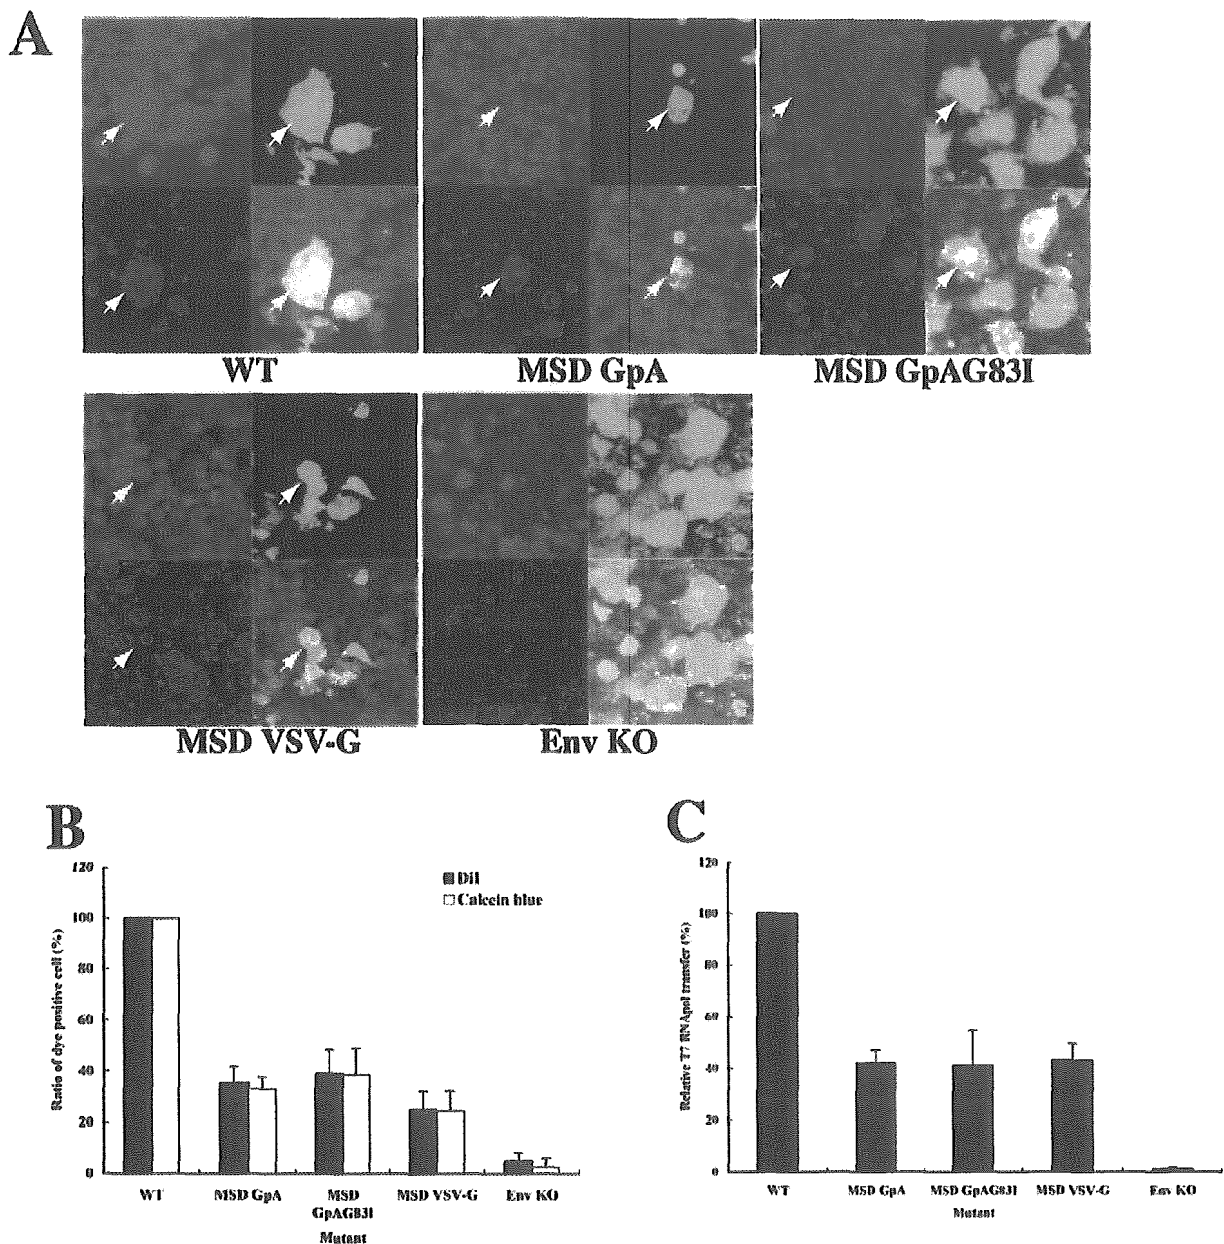 A
WT
MSD GpA
MSD GpAG83I
MSD VSV-G
Env KO
B
120
100
80
60
40
20
0
Ratio of dye positive cell (%)
DiI
Calcein blue
WT
MSD GpA
MSD GpAG83I
MSD VSV-G
Env KO
Mutant
C
120
100
80
60
40
20
0
Relative T7 RNApol transfer (%)
WT
MSD GpA
MSD GpAG83I
MSD VSV-G
Env KO
Mutant